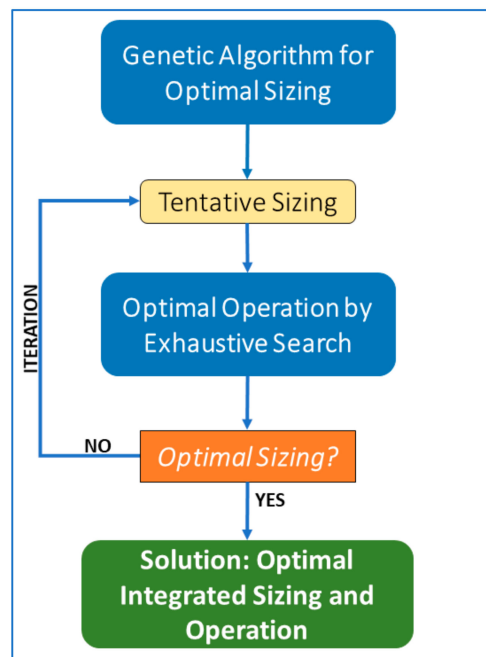 Genetic Algorithm for
Optimal Sizing
Tentative Sizing
Optimal Operation by
Exhaustive Search
ITERATION
NO
Optimal Sizing?
YES
Solution: Optimal
Integrated Sizing and
Operation